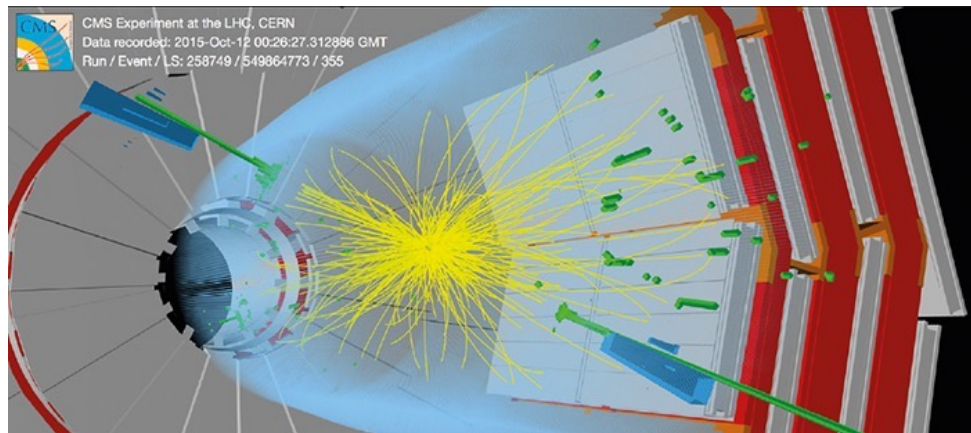 CMS
CMS Experiment at the LHC, CERN
Data recorded: 2015-Oct-12 00:26:27.312886 GMT
Run / Event / LS: 258749 / 549864773 / 355